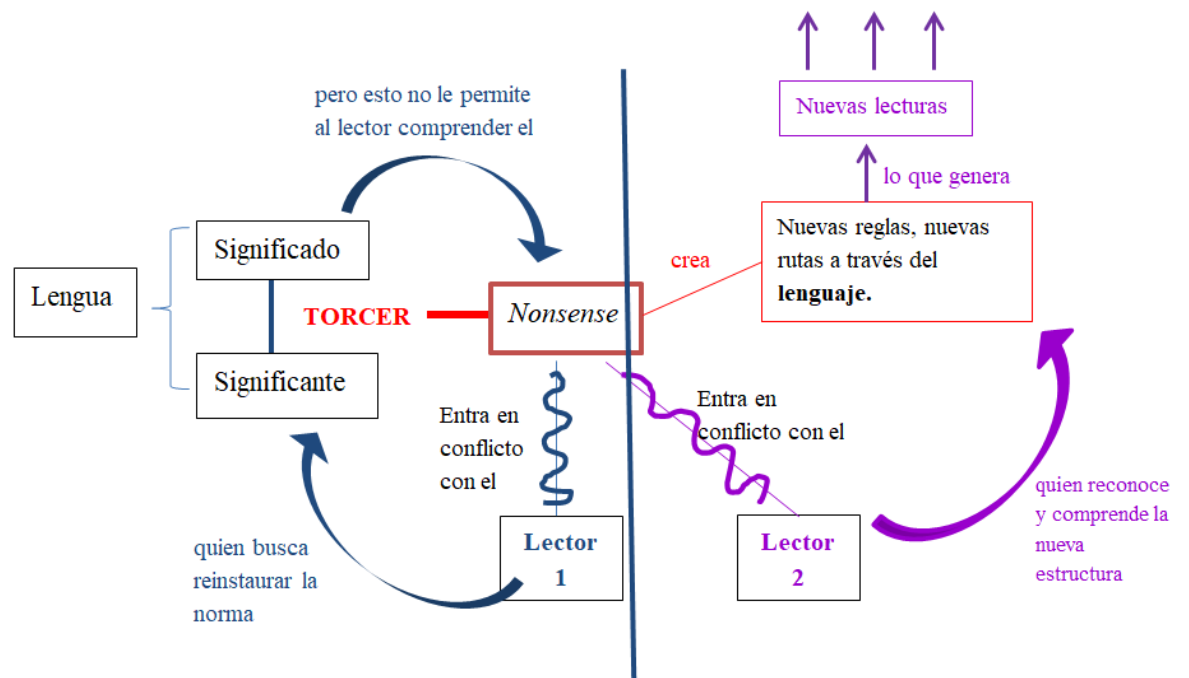 pero esto no le permite
al lector comprender el
Lengua
Significado
Significante
TORCER
Nonsense
Entra en
conflicto
con el
Lector
1
quien busca
reinstaurar la
norma
Nuevas lecturas
lo que genera
Nuevas reglas, nuevas
rutas a través del
lenguaje.
crea
Entra en
conflicto con el
Lector
2
quien reconoce
y comprende la
nueva
estructura